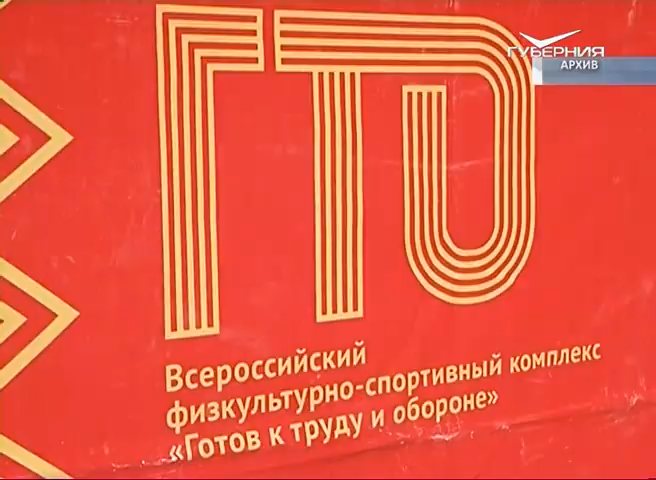 ГУБЕРНИЯ
АРХИВ
ГТО
Всероссийский
физкультурно-спортивный комплекс
«Готов к труду и обороне»